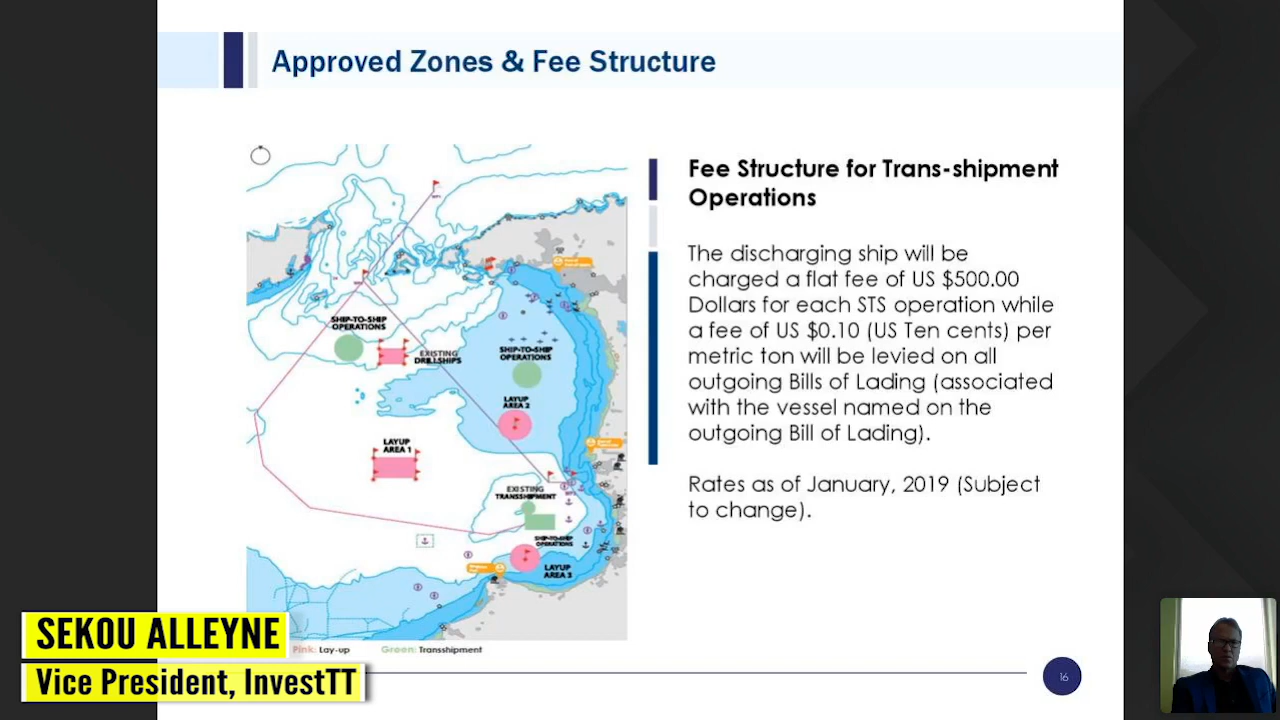 Approved Zones & Fee Structure
SHIP-TO-SHIP
OPERATIONS
EXISTING
DRILLSHIPS
SHIP-TO-SHIP
OPERATIONS
LAYUP
AREA 2
LAYUP
AREA 1
EXISTING
TRANSSHIPMENT
SHIP-TO-SHIP
OPERATIONS
LAYUP
AREA 3
Pink: Lay-up
Green: Transshipment
Fee Structure for Trans-shipment
Operations
The discharging ship will be
charged a flat fee of US $500.00
Dollars for each STS operation while
a fee of US $0.10 (US Ten cents) per
metric ton will be levied on all
outgoing Bills of Lading (associated
with the vessel named on the
outgoing Bill of Lading).
Rates as of January, 2019 (Subject
to change).
SEKOU ALLEYNE
Vice President, InvestTT
16